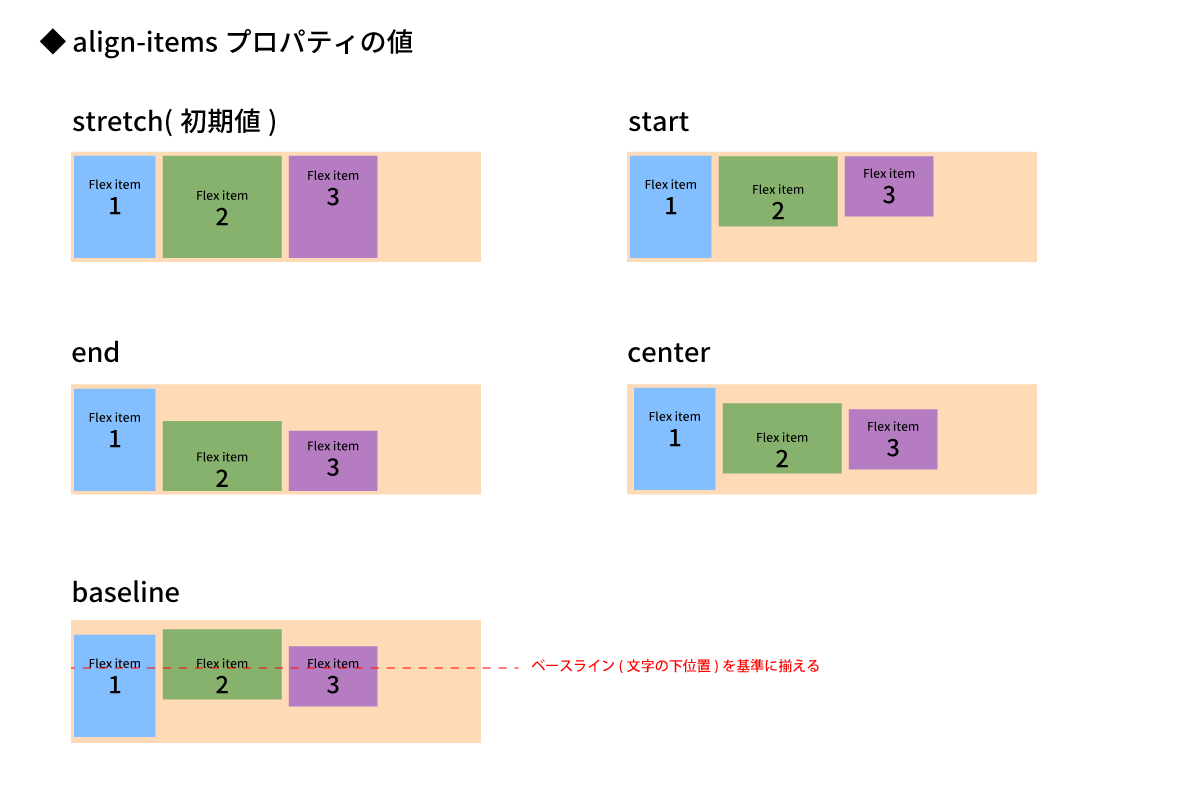 ◆ align-items プロパティの値
stretch( 初期値 )
Flex item
1
Flex item
2
Flex item
3
start
Flex item
1
Flex item
2
Flex item
3
end
Flex item
1
Flex item
2
Flex item
3
center
Flex item
1
Flex item
2
Flex item
3
baseline
Flex item
1
Flex item
2
Flex item
3
ベースライン ( 文字の下位置 ) を基準に揃える